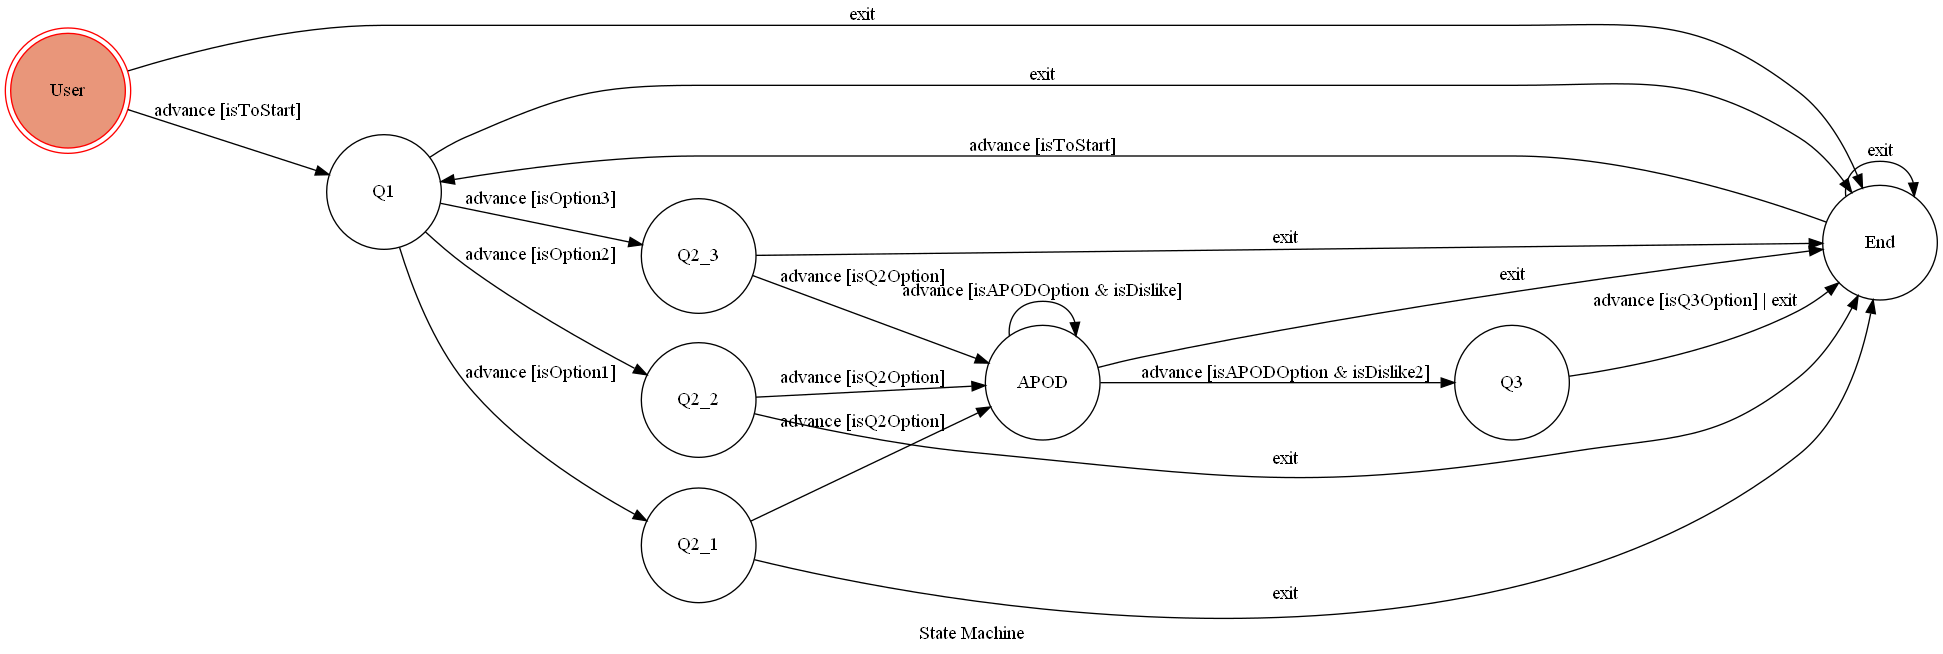 exit
exit
User
advance [isToStart]
advance [isToStart]
exit
Q1
advance [isOption3]
exit
End
advance [isOption2]
Q2_3
advance [isQ2Option]
exit
advance [isAPODOption & isDislike]
advance [isQ3Option] | exit
advance [isOption1]
advance [isQ2Option]
APOD
advance [isAPODOption & isDislike2]
Q3
Q2_2
advance [isQ2Option]
exit
Q2_1
exit
State Machine